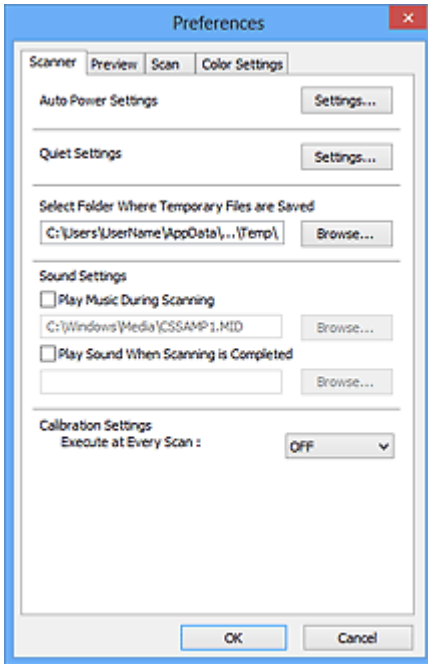 Preferences
Scanner Preview Scan Color Settings
Auto Power Settings Settings...
Quiet Settings Settings...
Select Folder Where Temporary Files are Saved
C:\Users\UserName\AppData\...\Temp\ Browse...
Sound Settings
Play Music During Scanning
C:\Windows\Media\CSSAMP1.MID Browse...
Play Sound When Scanning is Completed
Browse...
Calibration Settings
Execute at Every Scan : OFF
OK Cancel